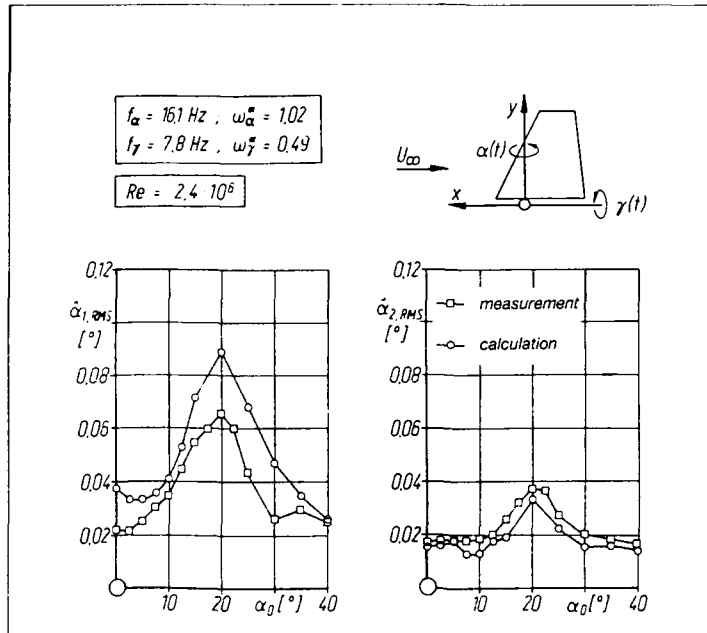 f_α = 16.1 Hz , ω*_α = 1.02
f_γ = 7.8 Hz , ω*_γ = 0.49
Re = 2.4 · 10⁶
y
U∞
α(t)
x
γ(t)
0.12
α̂1,RMS
[°]
0.08
0.06
0.04
0.02
10
20
α0 [°]
40
0.12
α̂2,RMS
[°]
measurement
calculation
0.08
0.06
0.04
0.02
10
20
α0 [°]
40